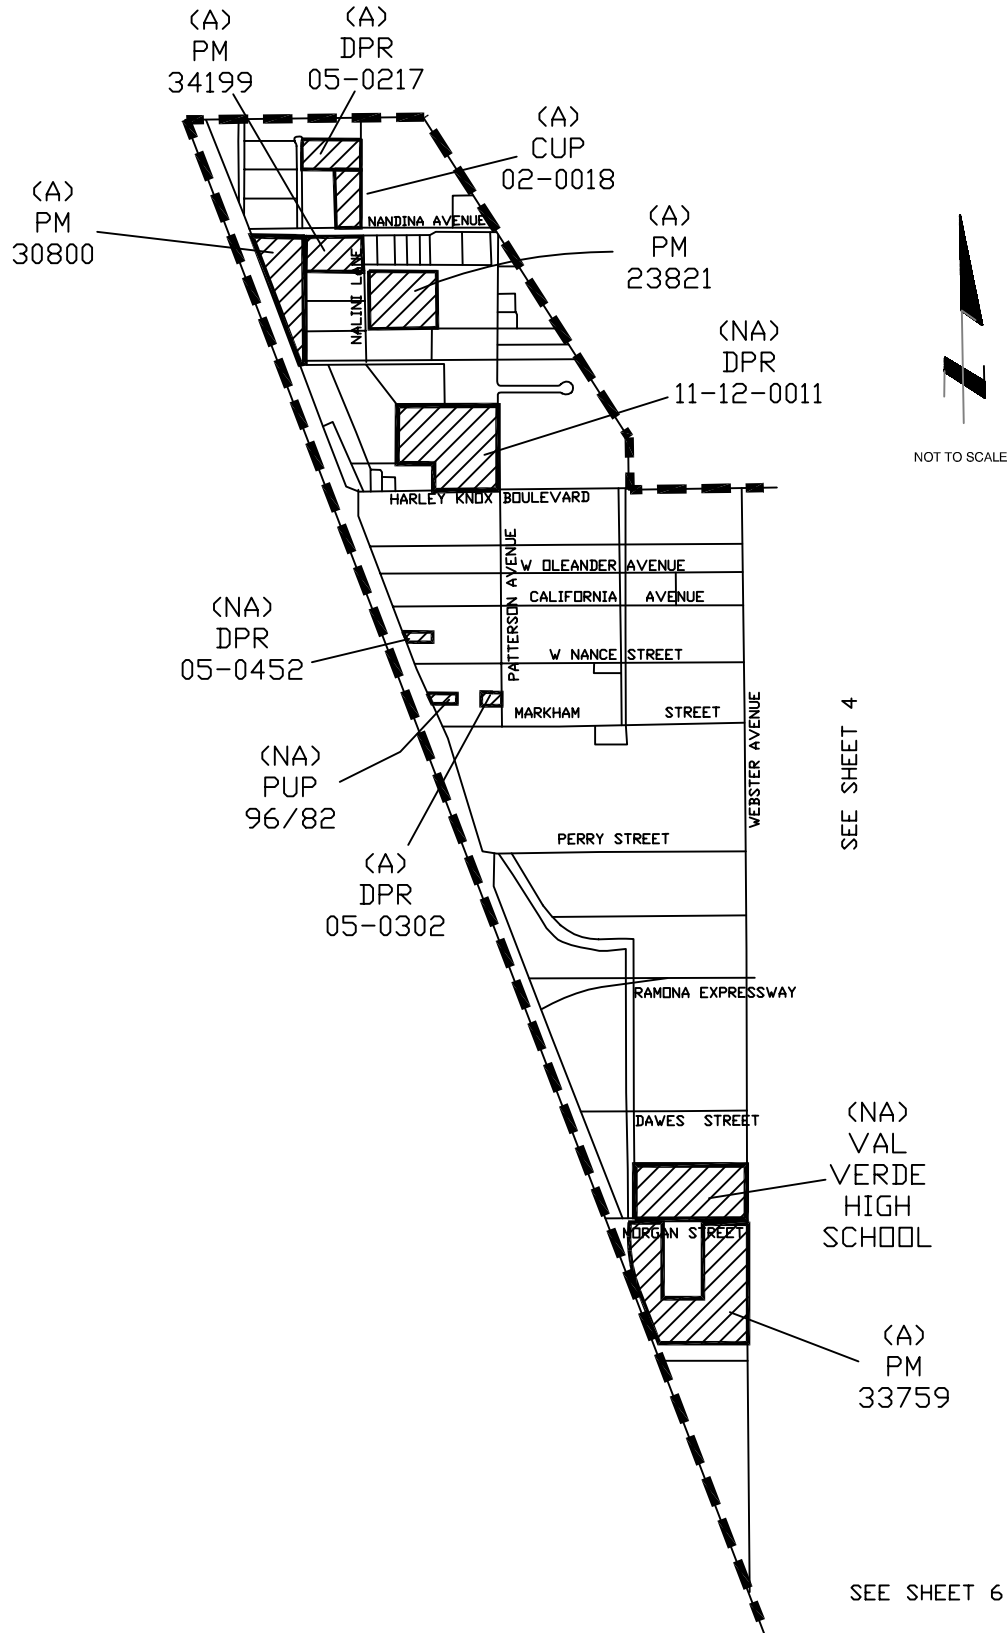 (A)
PM
34199
(A)
DPR
05-0217
(A)
CUP
02-0018
(A)
PM
30800
NANDINA AVENUE
(A)
PM
23821
NALINI LANE
(NA)
DPR
11-12-0011
NOT TO SCALE
HARLEY KNOX BOULEVARD
PATTERSON AVENUE
W OLEANDER AVENUE
CALIFORNIA AVENUE
(NA)
DPR
05-0452
W NANCE STREET
MARKHAM STREET
WEBSTER AVENUE
SEE SHEET 4
(NA)
PUP
96/82
PERRY STREET
(A)
DPR
05-0302
RAMONA EXPRESSWAY
DAWES STREET
(NA)
VAL
VERDE
HIGH
SCHOOL
MORGAN STREET
(A)
PM
33759
SEE SHEET 6